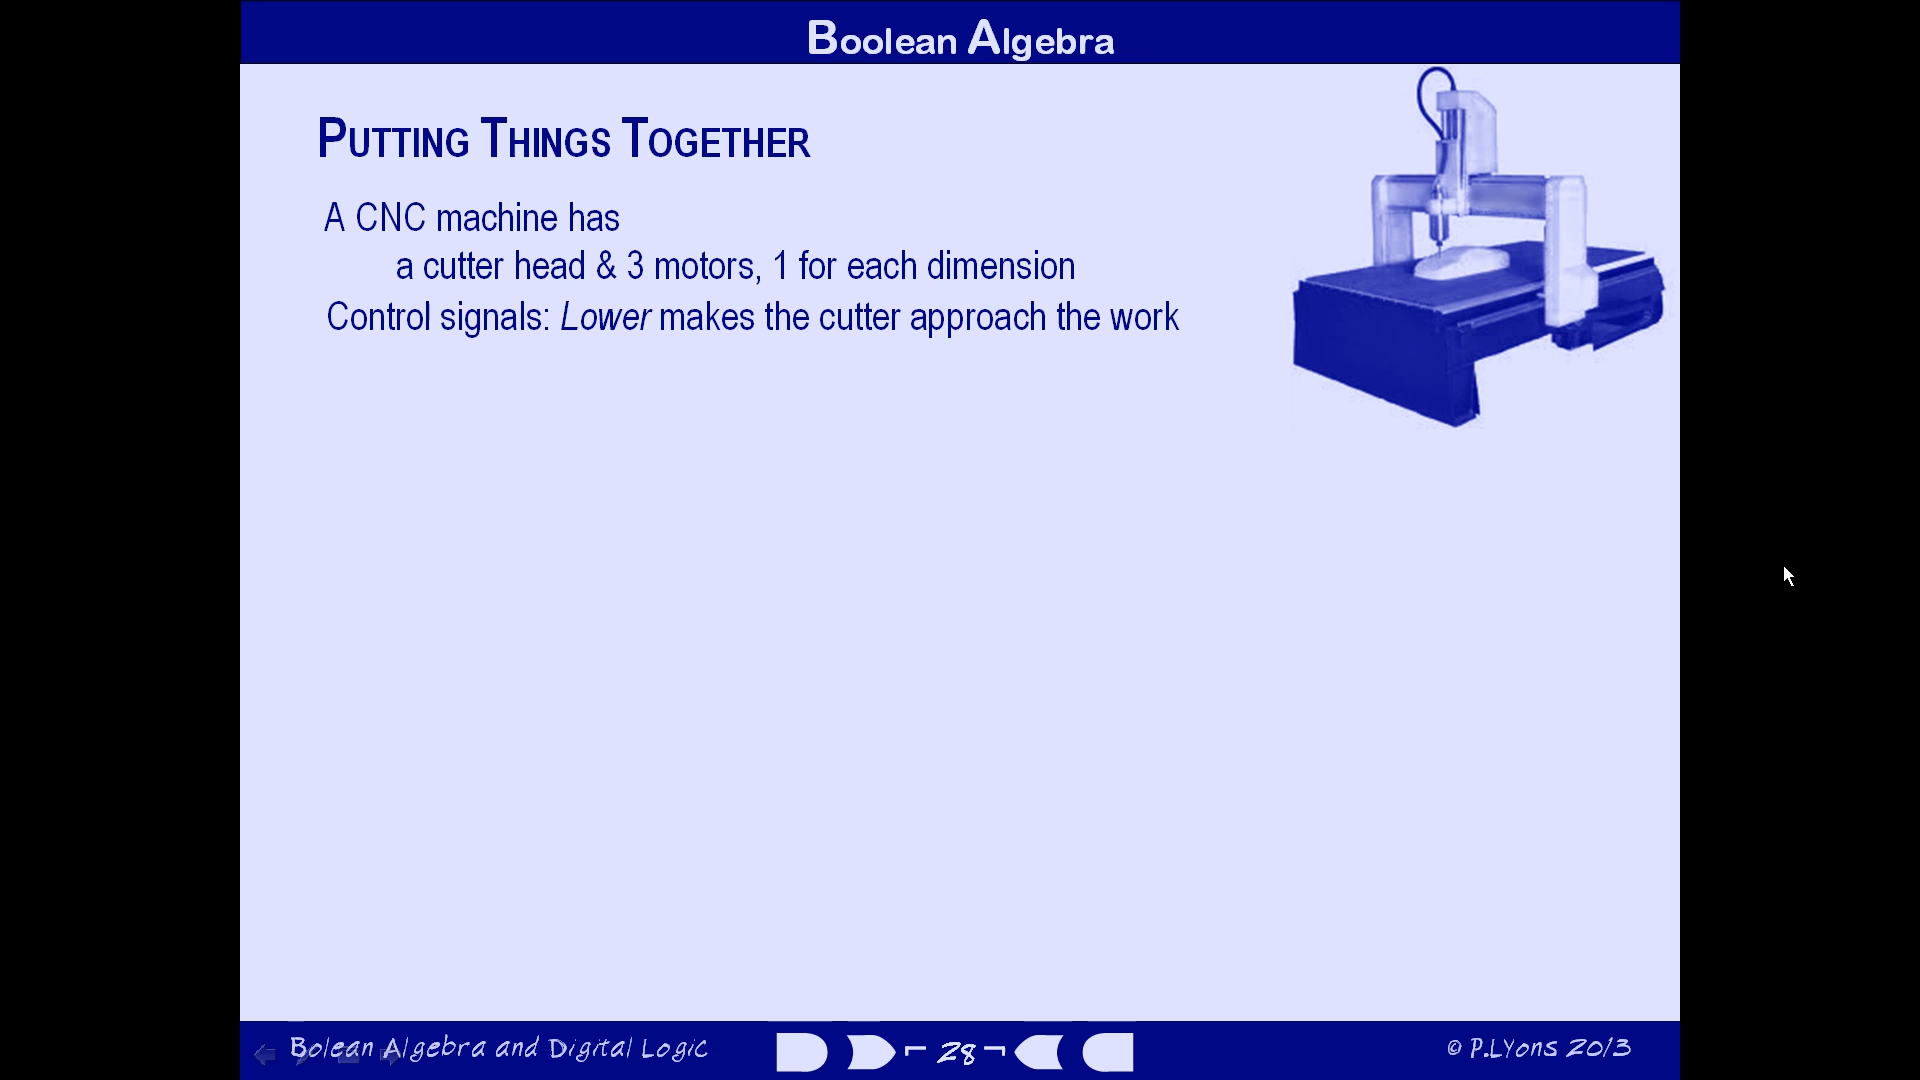 Boolean Algebra
PUTTING THINGS TOGETHER
A CNC machine has
a cutter head & 3 motors, 1 for each dimension
Control signals: Lower makes the cutter approach the work
Bolean Algebra and Digital Logic
¬ 28 ¬
© P.Lyons 2013